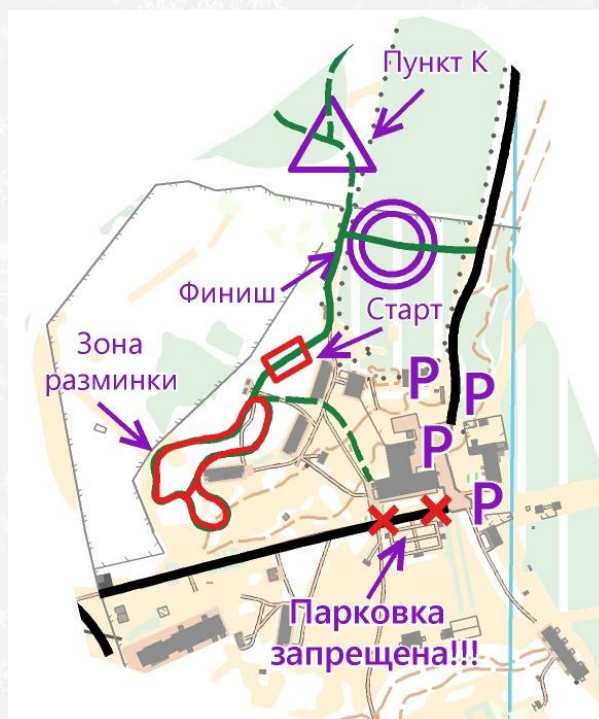 Пункт К
Финиш
Старт
Зона
разминки
P
P
P
P
Парковка
запрещена!!!